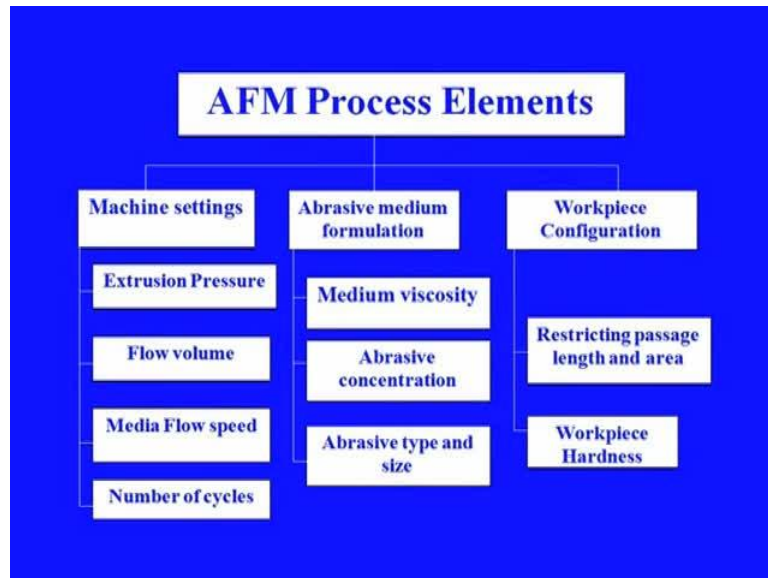 AFM Process Elements
Machine settings
Extrusion Pressure
Flow volume
Media Flow speed
Number of cycles
Abrasive medium
formulation
Medium viscosity
Abrasive
concentration
Abrasive type and
size
Workpiece
Configuration
Restricting passage
length and area
Workpiece
Hardness